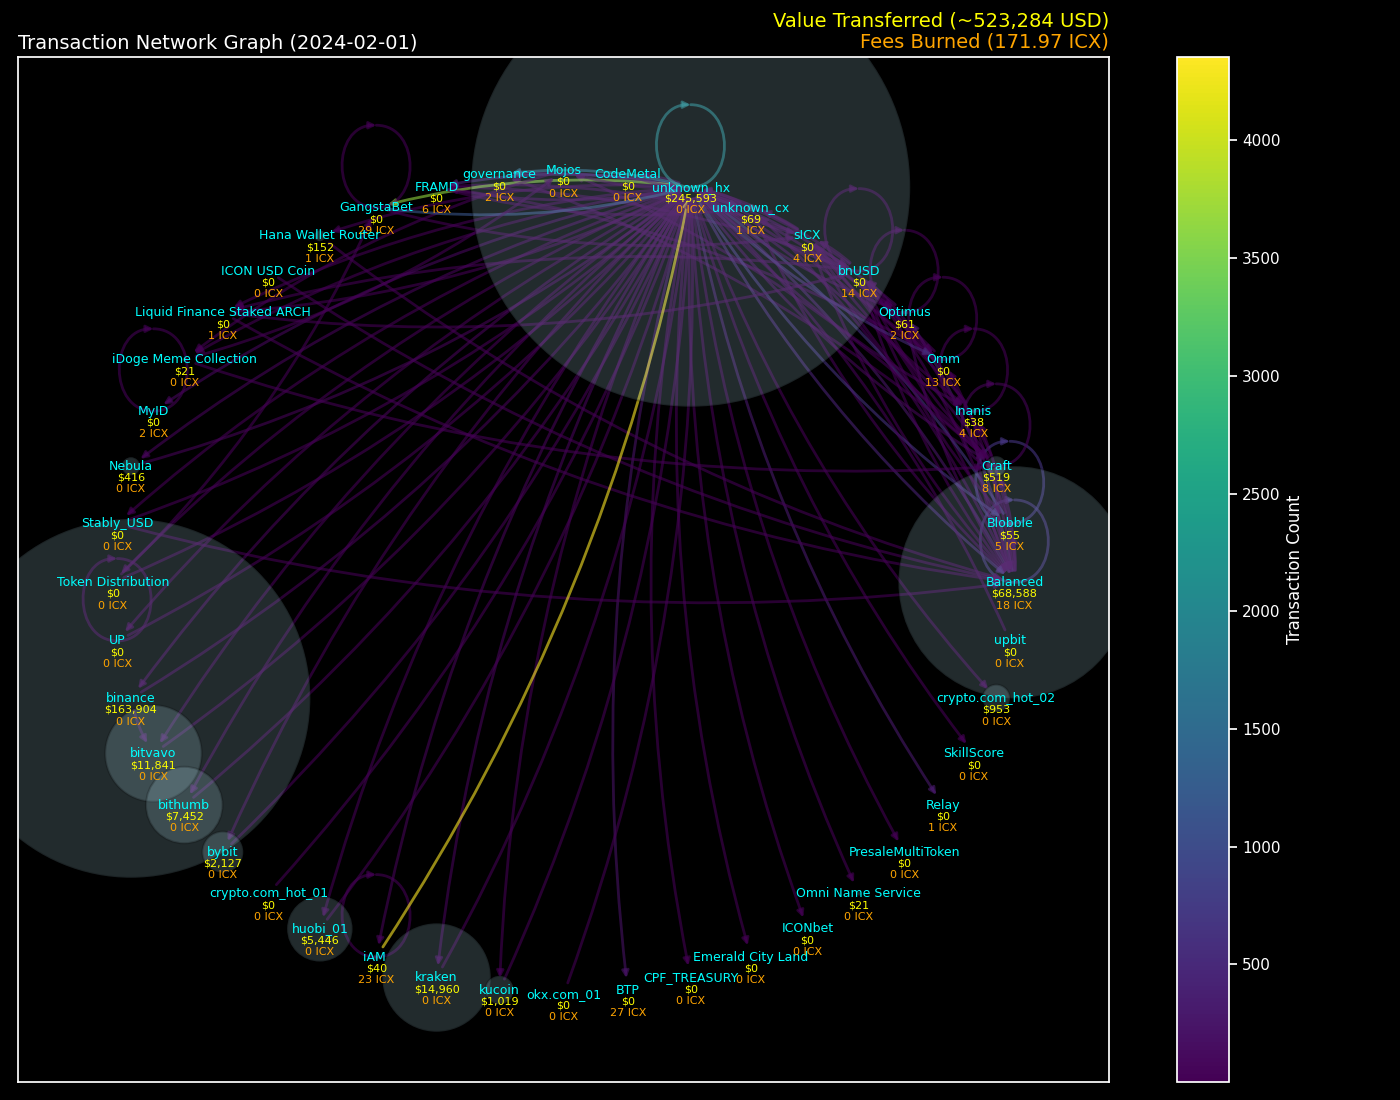 Value Transferred (~523,284 USD)
Transaction Network Graph (2024-02-01)
Fees Burned (171.97 ICX)
Mojos
$0
0 ICX
governance
$0
2 ICX
CodeMetal
$0
0 ICX
FRAMD
$0
6 ICX
unknown_hx
$245,593
0 ICX
GangstaBet
$0
29 ICX
unknown_cx
$69
1 ICX
Hana Wallet Router
$152
1 ICX
sICX
$0
4 ICX
ICON USD Coin
$0
0 ICX
bnUSD
$0
14 ICX
Liquid Finance Staked ARCH
$0
1 ICX
Optimus
$61
2 ICX
iDoge Meme Collection
$21
0 ICX
Omm
$0
13 ICX
MyID
$0
2 ICX
Inanis
$38
4 ICX
Nebula
$416
0 ICX
Craft
$519
8 ICX
Stably_USD
$0
0 ICX
Blobble
$55
5 ICX
Token Distribution
$0
0 ICX
Balanced
$68,588
18 ICX
UP
$0
0 ICX
upbit
$0
0 ICX
binance
$163,904
0 ICX
crypto.com_hot_02
$953
0 ICX
bitvavo
$11,841
0 ICX
SkillScore
$0
0 ICX
bithumb
$7,452
0 ICX
Relay
$0
1 ICX
bybit
$2,127
0 ICX
PresaleMultiToken
$0
0 ICX
crypto.com_hot_01
$0
0 ICX
Omni Name Service
$21
0 ICX
huobi_01
$5,446
0 ICX
ICONbet
$0
0 ICX
iAM
$40
23 ICX
Emerald City Land
$0
0 ICX
kraken
$14,960
0 ICX
CPF_TREASURY
$0
0 ICX
kucoin
$1,019
0 ICX
okx.com_01
$0
0 ICX
BTP
$0
27 ICX
4000
3500
3000
2500
2000
1500
1000
500
Transaction Count